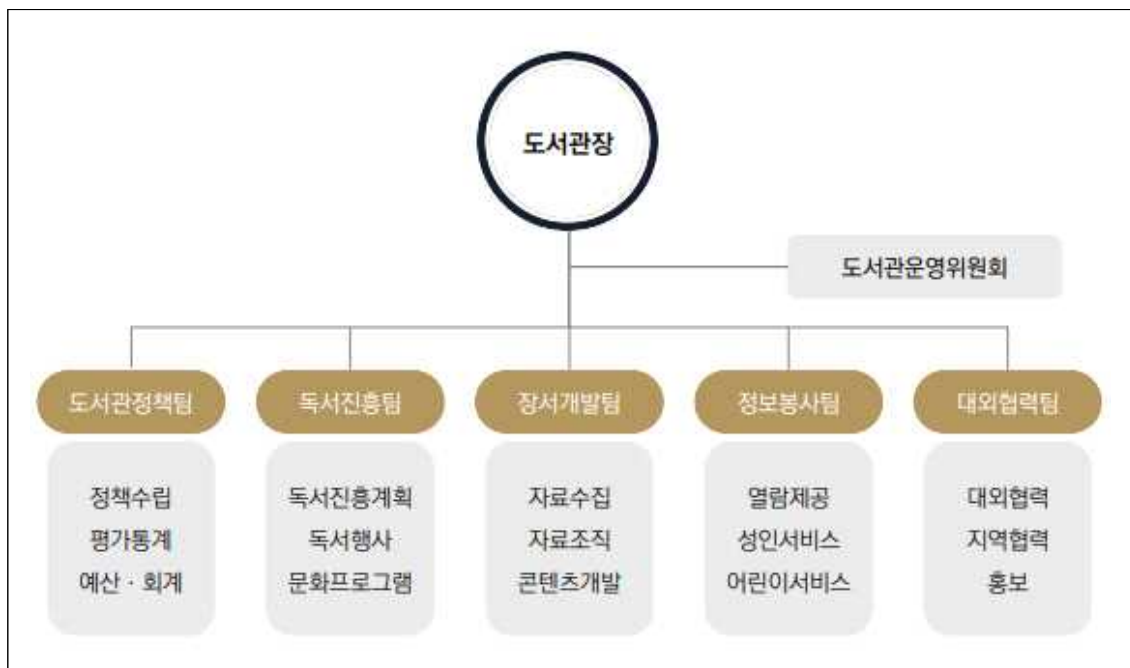 도서관장
도서관운영위원회
도서관정책팀
정책수립
평가통계
예산 · 회계
독서진흥팀
독서진흥계획
독서행사
문화프로그램
장서개발팀
자료수집
자료조직
콘텐츠개발
정보봉사팀
열람제공
성인서비스
어린이서비스
대외협력팀
대외협력
지역협력
홍보